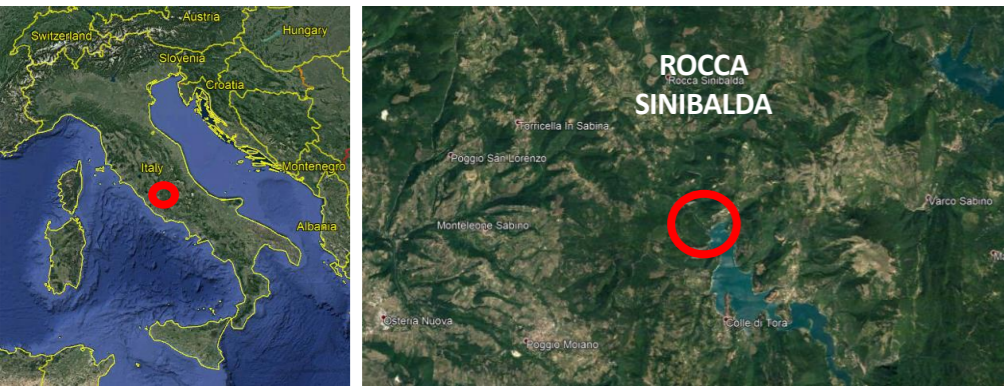 Austria
Switzerland
Hungary
Slovenia
Croatia
Italy
Montenegro
Albania
ROCCA
Rocca Sinibalda
SINIBALDA
Torricella In Sabina
Poggio San Lorenzo
Varco Sabino
Monteleone Sabino
Osteria Nuova
Colle di Tora
Poggio Moiano